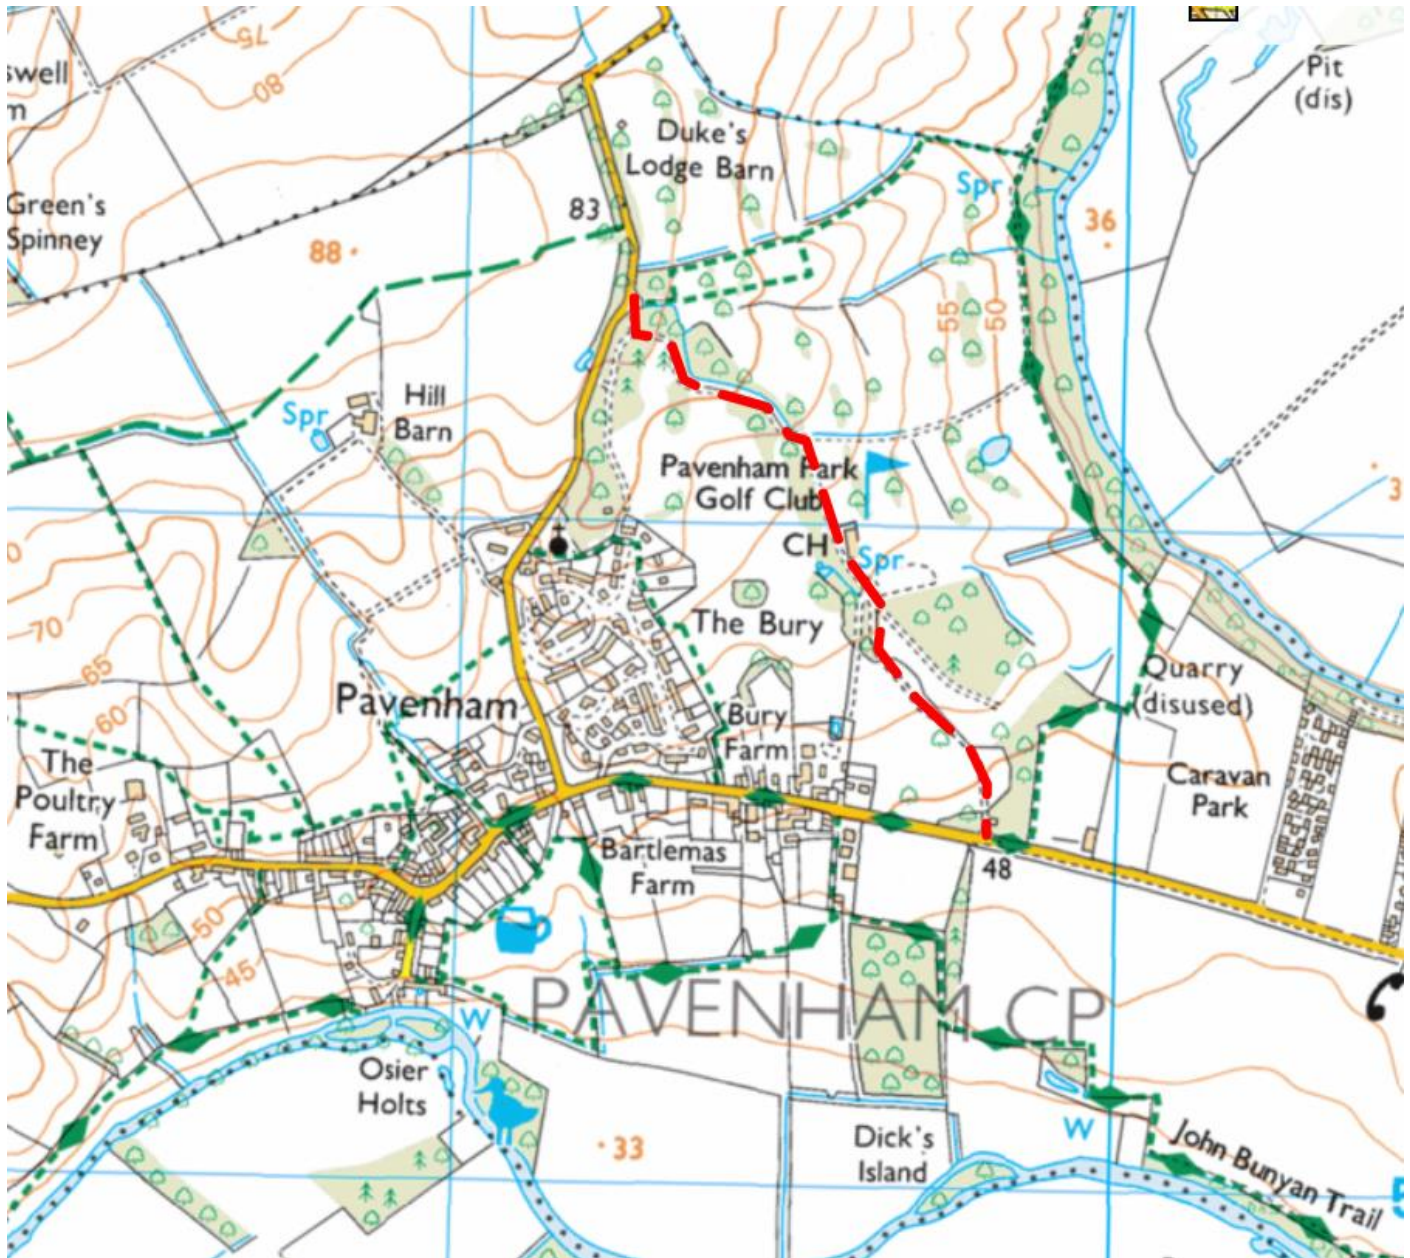 75
80
swell
m
Pit
(dis)
Duke's
Lodge Barn
Green's
Spinney
83
88
Spr
36
55
50
Hill
Barn
Spr
Pavenham Park
Golf Club
CH
Spr
70
The Bury
65
60
Pavenham
Quarry
(disused)
Bury
Farm
The
Poultry
Farm
Caravan
Park
Bartlemas
Farm
48
50
45
PAVENHAM CP
W
Osier
Holts
33
Dick's
Island
W
John Bunyan Trail